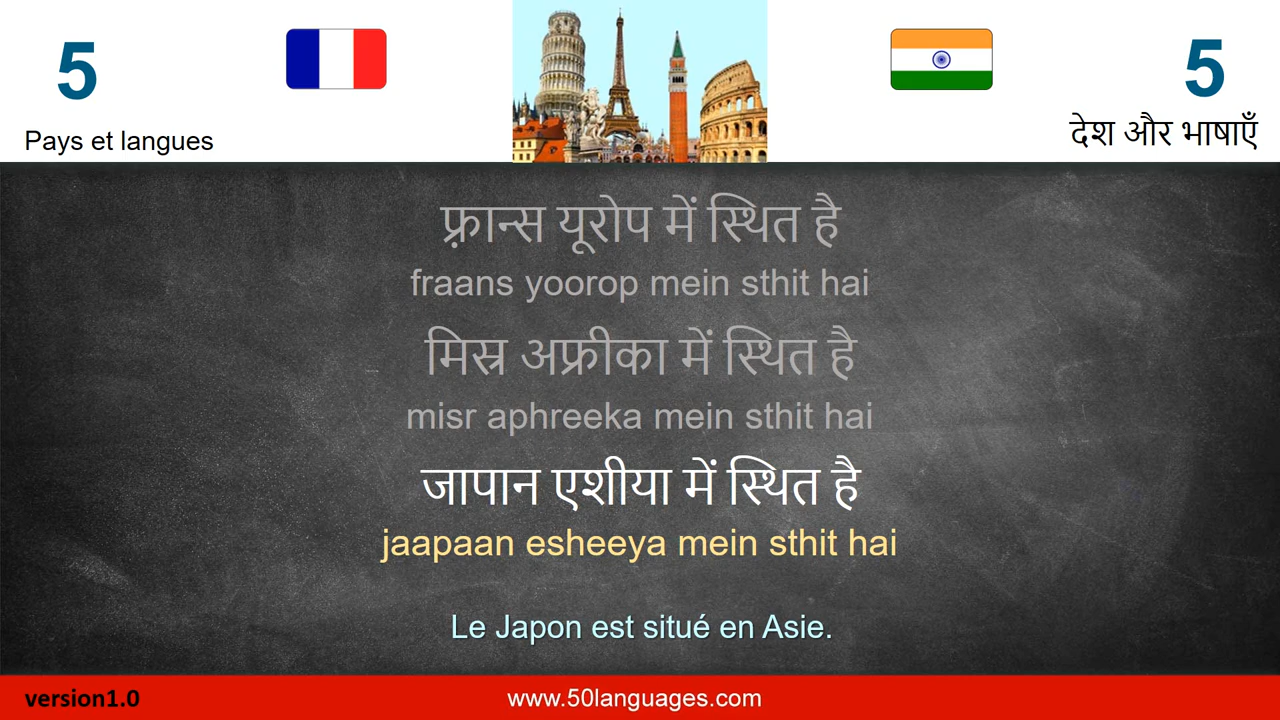 5
5
Pays et langues
देश और भाषाएँ
फ़्रान्स यूरोप में स्थित है
fraans yoorop mein sthit hai
मिस्र अफ्रीका में स्थित है
misr aphreeka mein sthit hai
जापान एशीया में स्थित है
jaapaan esheeya mein sthit hai
Le Japon est situé en Asie.
version1.0
www.50languages.com